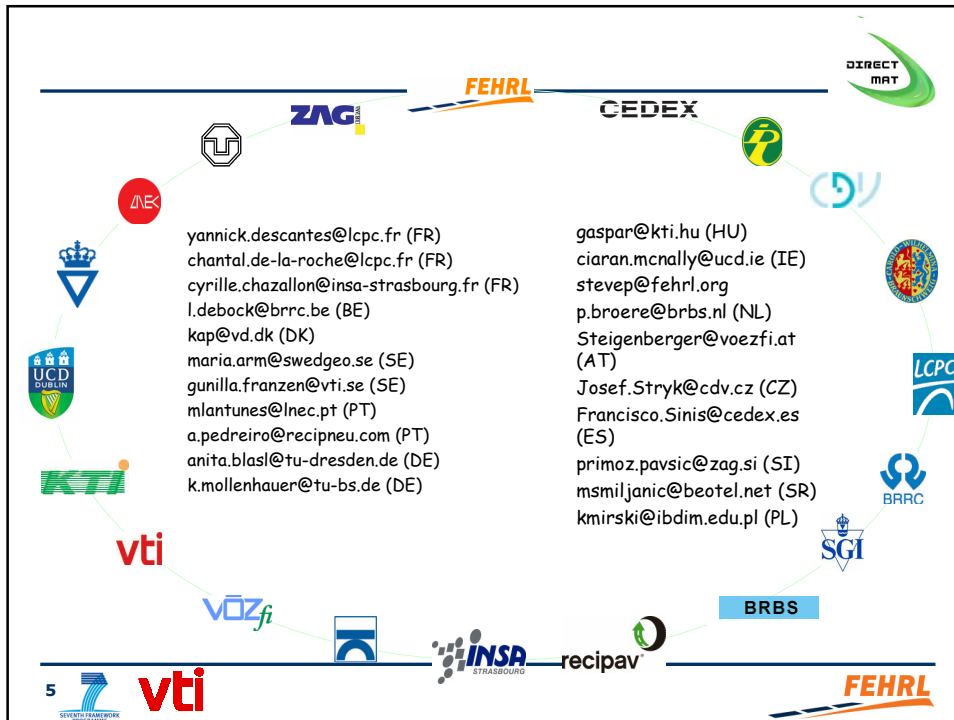 DIRECT
MAT
FEHRL
ZAG
CEDEX
yannick.descantes@lcpc.fr (FR)
chantal.de-la-roche@lcpc.fr (FR)
cyrille.chazallon@insa-strasbourg.fr (FR)
l.debock@brrc.be (BE)
kap@vd.dk (DK)
maria.arm@swedgeo.se (SE)
gunilla.franzen@vti.se (SE)
mlantunes@lnec.pt (PT)
a.pedreiro@recipneu.com (PT)
anita.blasl@tu-dresden.de (DE)
k.mollenhauer@tu-bs.de (DE)
gaspar@kti.hu (HU)
ciaran.mcnally@ucd.ie (IE)
stevep@fehrl.org
p.broere@brbs.nl (NL)
Steigenberger@voezfi.at
(AT)
Josef.Stryk@cdv.cz (CZ)
Francisco.Sinis@cedex.es
(ES)
primoz.pavsic@zag.si (SI)
msmiljanic@beotel.net (SR)
kmirski@ibdim.edu.pl (PL)
CDV
UCD
DUBLIN
LCPC
KTI
BRRC
vti
SGI
VÖZfi
BRBS
INSA
STRASBOURG
recipav
5
SEVENTH FRAMEWORK
PROGRAMME
vti
FEHRL